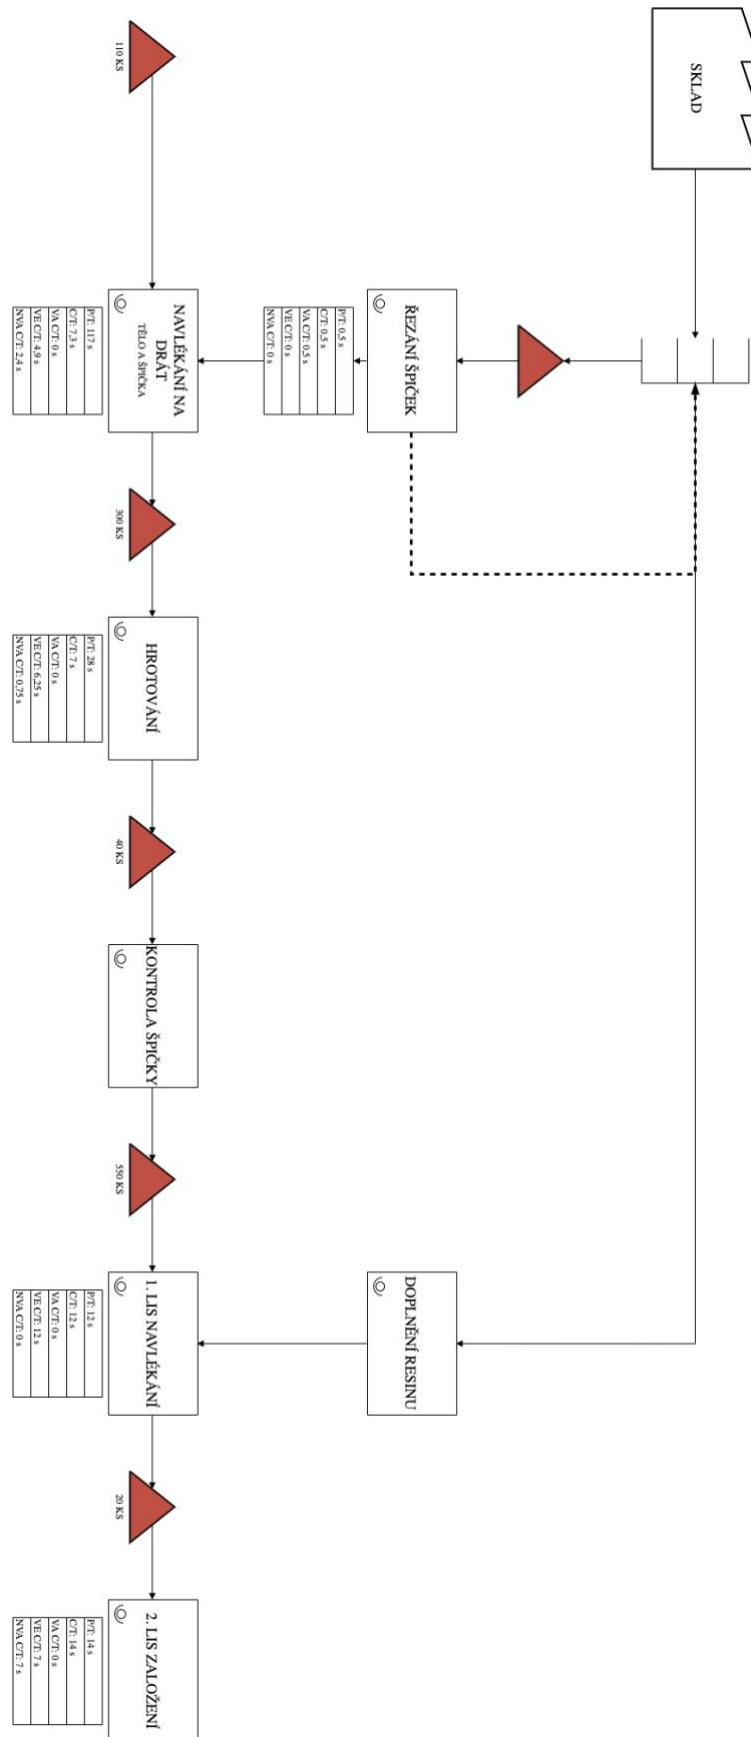 SKLAD
ŘEZÁNÍ ŠPIČEK
P/T: 0,5 s
C/T: 0,5 s
VA C/T: 0,5 s
VE C/T: 0 s
NVA C/T: 0 s
DOPLNĚNÍ RESINU
110 KS
NAVLÉKÁNÍ NA
DRÁT
TĚLO A ŠPIČKA
P/T: 117 s
C/T: 7,3 s
VA C/T: 0 s
VE C/T: 4,9 s
NVA C/T: 2,4 s
300 KS
HROTOVÁNÍ
P/T: 28 s
C/T: 7 s
VA C/T: 0 s
VE C/T: 6,25 s
NVA C/T: 0,75 s
40 KS
KONTROLA ŠPIČKY
550 KS
1. LIS NAVLÉKÁNÍ
P/T: 12 s
C/T: 12 s
VA C/T: 0 s
VE C/T: 12 s
NVA C/T: 0 s
20 KS
2. LIS ZALOŽENÍ
P/T: 14 s
C/T: 14 s
VA C/T: 0 s
VE C/T: 7 s
NVA C/T: 7 s